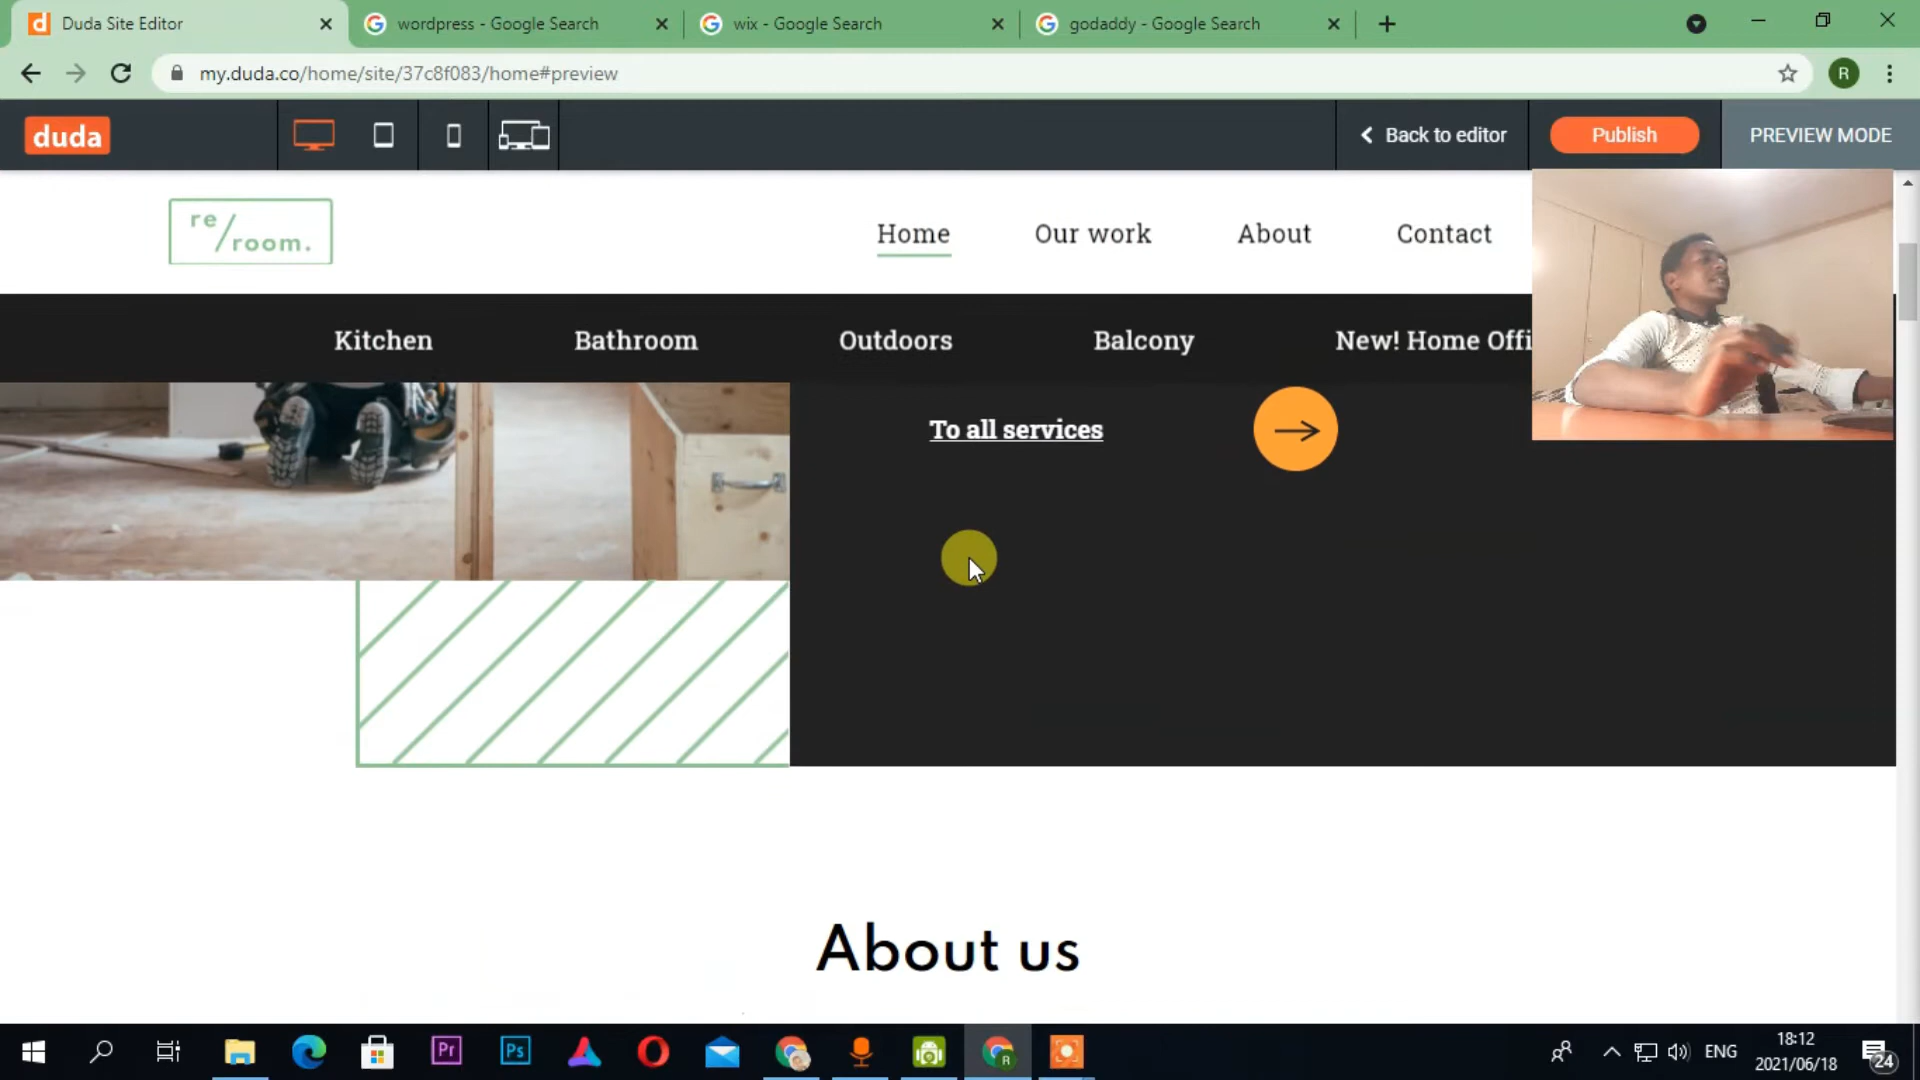 Duda Site Editor
wordpress - Google Search
wix - Google Search
godaddy - Google Search
R
my.duda.co/home/site/37c8f083/home#preview
duda
Back to editor
Publish
PREVIEW MODE
re/room.
Home
Our work
About
Contact
Kitchen
Bathroom
Outdoors
Balcony
New! Home Offi
To all services
About us
Pr
Ps
R
ENG
18:12
2021/06/18
24